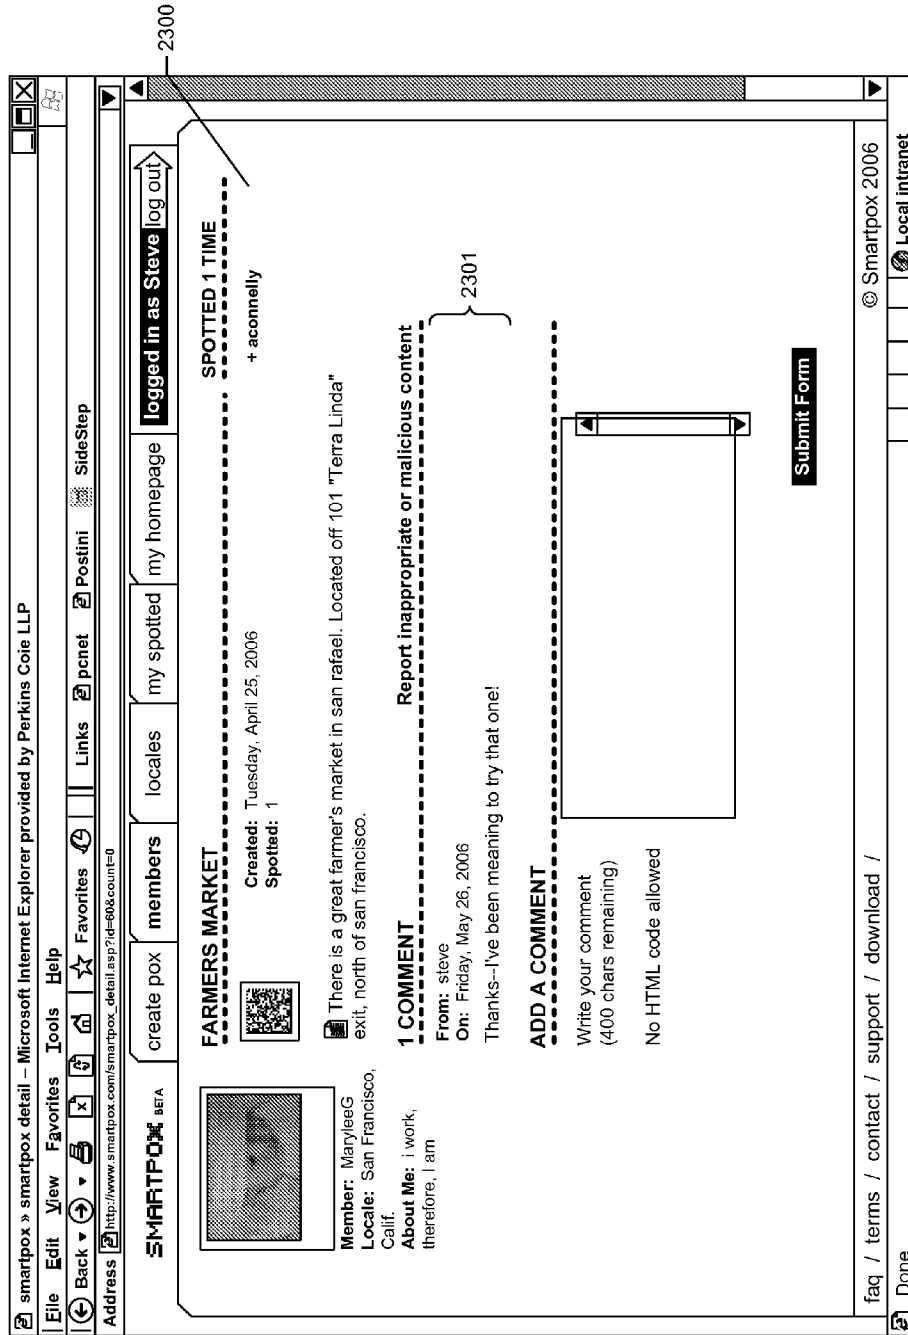 smartpox » smartpox detail – Microsoft Internet Explorer provided by Perkins Coie LLP
File Edit View Favorites Tools Help
Back Favorites Links pcnet Postini SideStep
Address http://www.smartpox.com/smartpox_detail.asp?id=60&count=0
SMARTPOX BETA
create pox members locales my spotted my homepage logged in as Steve log out
2300
Member: MaryleeG
Locale: San Francisco,
Calif.
About Me: i work,
therefore, I am
FARMERS MARKET
SPOTTED 1 TIME
Created: Tuesday, April 25, 2006
Spotted: 1
+ aconnelly
There is a great farmer's market in san rafael. Located off 101 "Terra Linda"
exit, north of san francisco.
1 COMMENT Report inappropriate or malicious content
From: steve
On: Friday, May 26, 2006
Thanks--I've been meaning to try that one!
2301
ADD A COMMENT
Write your comment
(400 chars remaining)
No HTML code allowed
Submit Form
faq / terms / contact / support / download / © Smartpox 2006
Done Local intranet